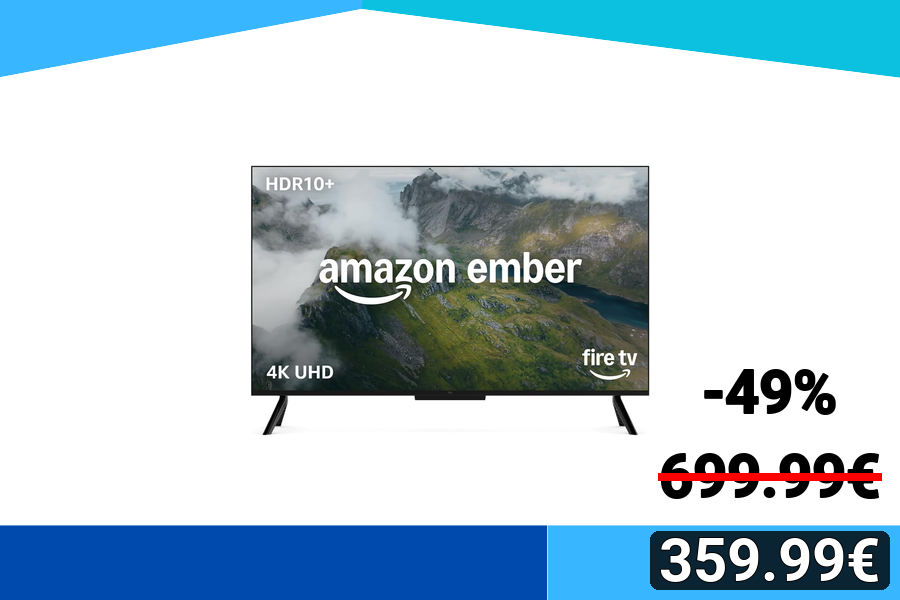 HDR10+
amazon ember
4K UHD
fire tv
-49%
699.99€
359.99€